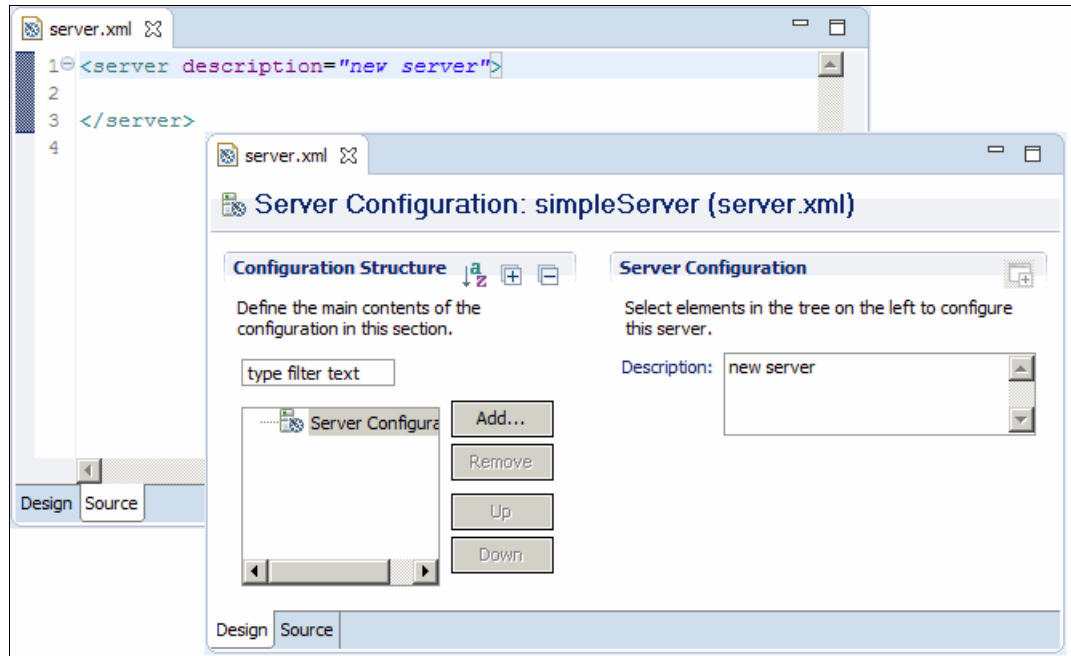 server.xml
1 <server description="new server">
2
3 </server>
4
Design Source
server.xml
Server Configuration: simpleServer (server.xml)
Configuration Structure
Define the main contents of the
configuration in this section.
type filter text
Server Configura
Add...
Remove
Up
Down
Server Configuration
Select elements in the tree on the left to configure
this server.
Description: new server
Design Source